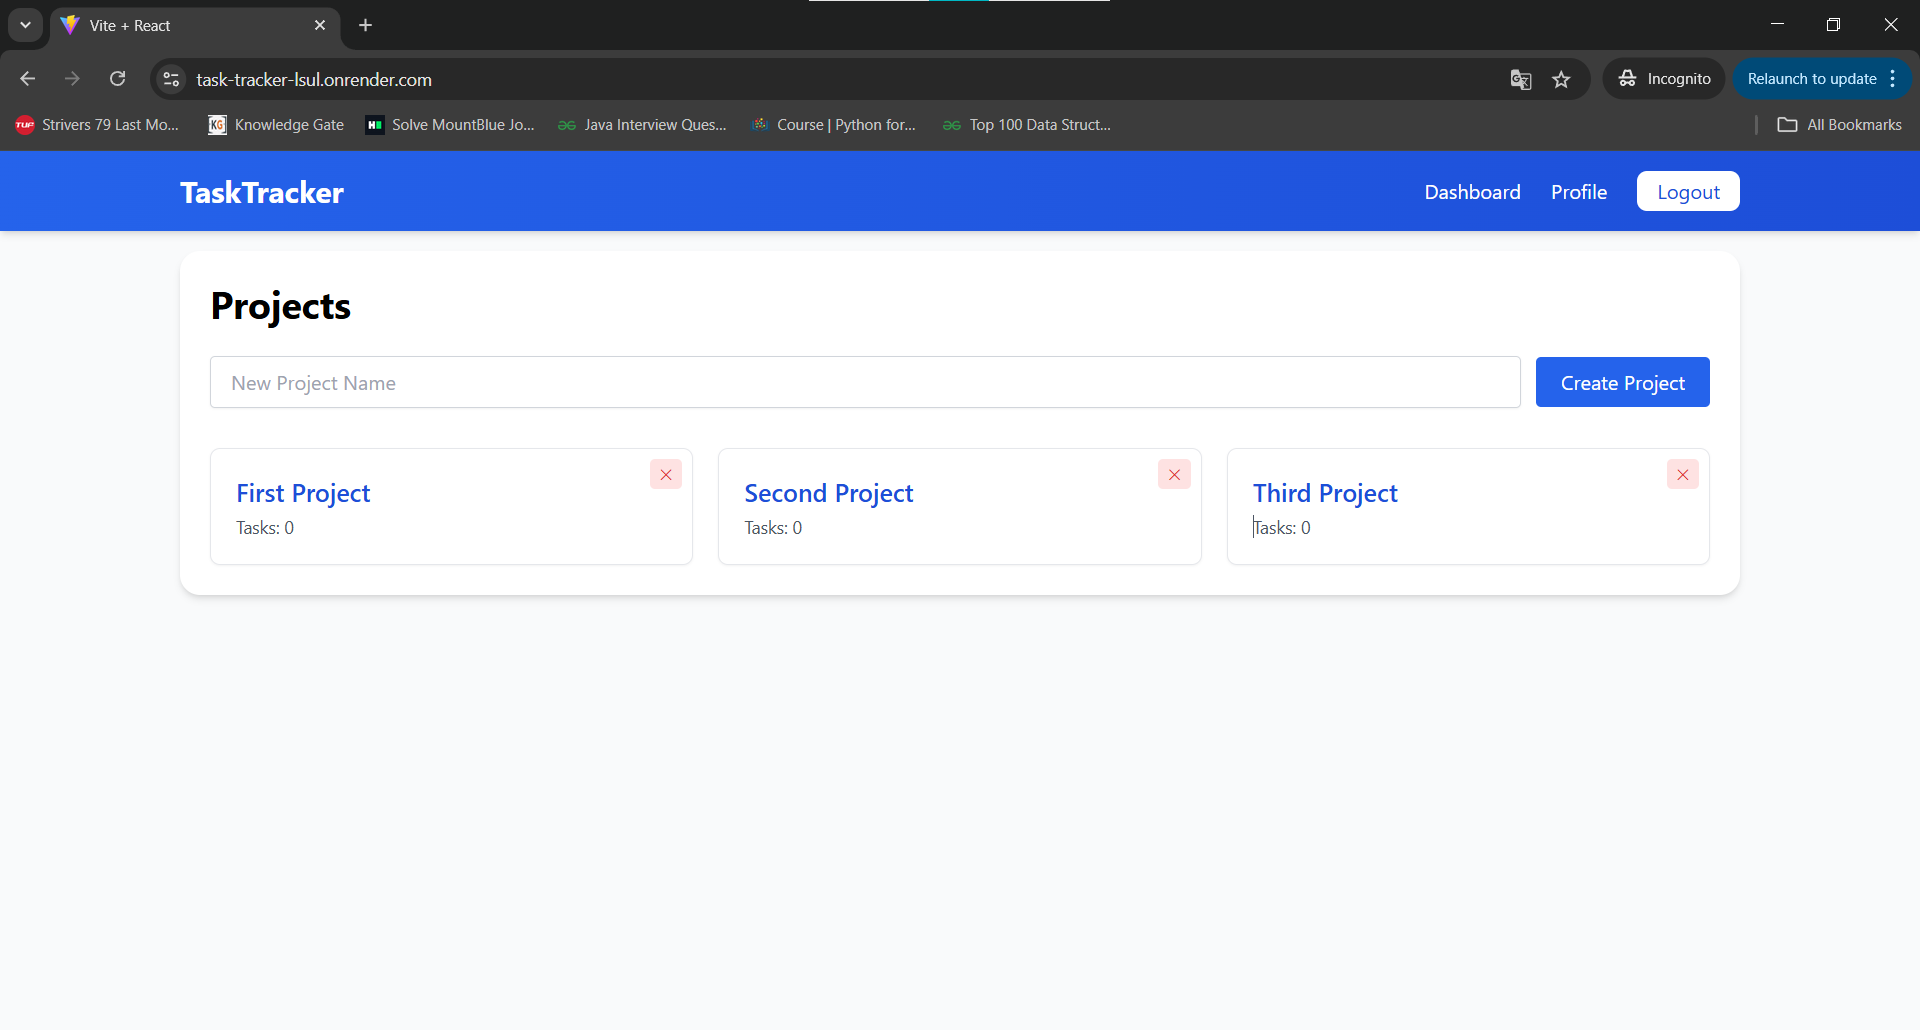 Vite + React
task-tracker-lsul.onrender.com
Incognito
Relaunch to update
TUF Strivers 79 Last Mo...
KG Knowledge Gate
H Solve MountBlue Jo...
Java Interview Ques...
Course | Python for...
Top 100 Data Struct...
All Bookmarks
TaskTracker
Dashboard
Profile
Logout
Projects
New Project Name
Create Project
First Project
Tasks: 0
Second Project
Tasks: 0
Third Project
Tasks: 0